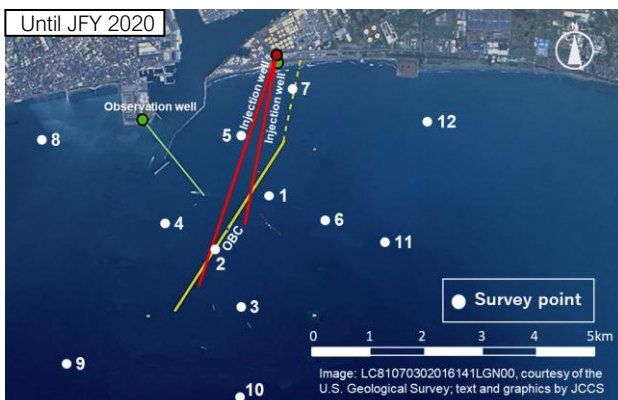 Until JFY 2020
N
Observation well
Injection well
Injection well
7
8
5
12
1
4
6
11
OBC
2
3
Survey point
0 1 2 3 4 5km
9
10
Image: LC81070302016141LGN00, courtesy of the
U.S. Geological Survey; text and graphics by JCCS